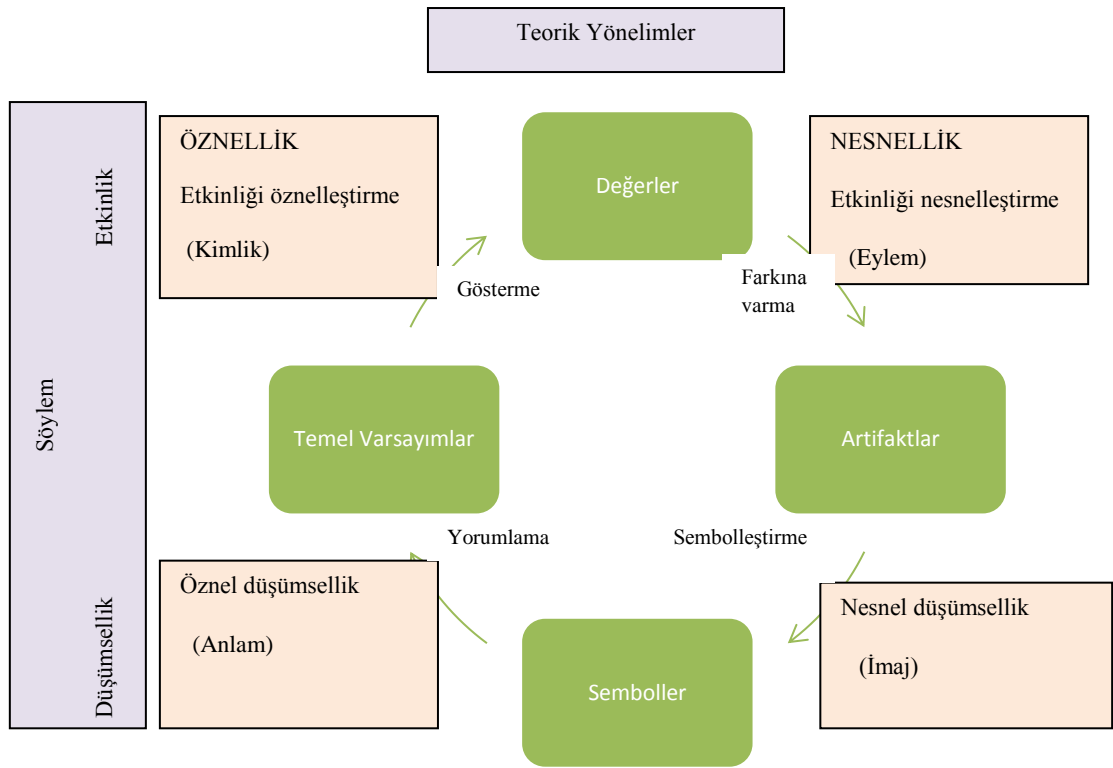 Teorik Yönelimler
Söylem
Etkinlik
Düşümsellik
ÖZNELLİK
Etkinliği öznelleştirme
(Kimlik)
Değerler
NESNELLİK
Etkinliği nesnelleştirme
(Eylem)
Gösterme
Farkına
varma
Temel Varsayımlar
Artifaktlar
Yorumlama
Sembolleştirme
Öznel düşümsellik
(Anlam)
Semboller
Nesnel düşümsellik
(İmaj)